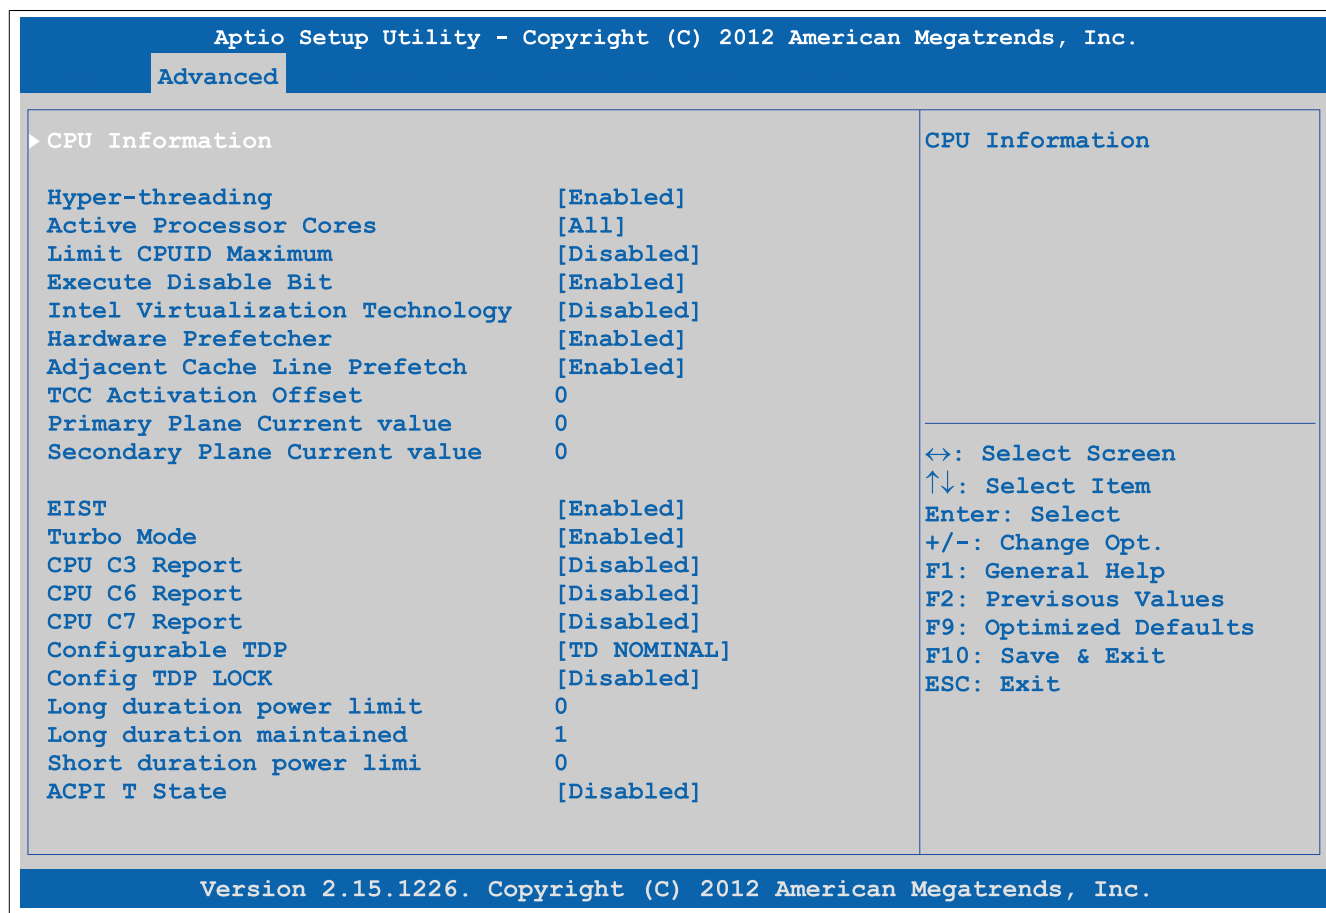 Aptio Setup Utility - Copyright (C) 2012 American Megatrends, Inc.
Advanced
CPU Information
Hyper-threading [Enabled]
Active Processor Cores [All]
Limit CPUID Maximum [Disabled]
Execute Disable Bit [Enabled]
Intel Virtualization Technology [Disabled]
Hardware Prefetcher [Enabled]
Adjacent Cache Line Prefetch [Enabled]
TCC Activation Offset 0
Primary Plane Current value 0
Secondary Plane Current value 0
EIST [Enabled]
Turbo Mode [Enabled]
CPU C3 Report [Disabled]
CPU C6 Report [Disabled]
CPU C7 Report [Disabled]
Configurable TDP [TD NOMINAL]
Config TDP LOCK [Disabled]
Long duration power limit 0
Long duration maintained 1
Short duration power limi 0
ACPI T State [Disabled]
CPU Information
↔: Select Screen
↑↓: Select Item
Enter: Select
+/-: Change Opt.
F1: General Help
F2: Previsous Values
F9: Optimized Defaults
F10: Save & Exit
ESC: Exit
Version 2.15.1226. Copyright (C) 2012 American Megatrends, Inc.